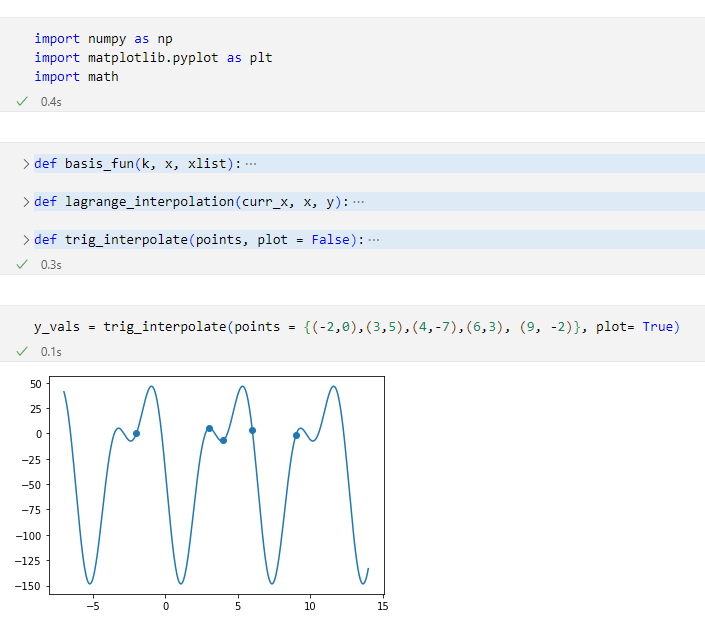 import numpy as np
import matplotlib.pyplot as plt
import math
0.4s
def basis_fun(k, x, xlist):···
def lagrange_interpolation(curr_x, x, y):···
def trig_interpolate(points, plot = False):···
0.3s
y_vals = trig_interpolate(points = {(-2,0),(3,5),(4,-7),(6,3), (9, -2)}, plot= True)
0.1s
50
25
0
−25
−50
−75
−100
−125
−150
−5 0 5 10 15